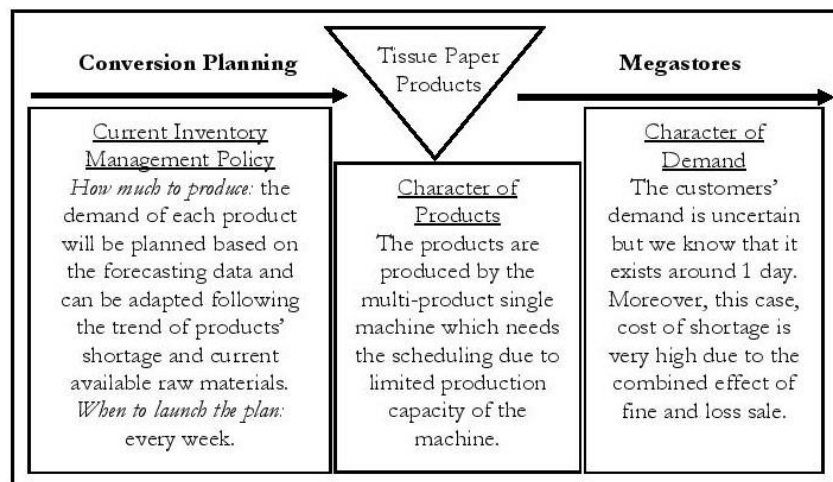 Conversion Planning
Tissue Paper
Products
Megastores
Current Inventory
Management Policy
How much to produce: the
demand of each product
will be planned based on
the forecasting data and
can be adapted following
the trend of products'
shortage and current
available raw materials.
When to launch the plan:
every week.
Character of
Products
The products are
produced by the
multi-product single
machine which needs
the scheduling due to
limited production
capacity of the
machine.
Character of
Demand
The customers'
demand is uncertain
but we know that it
exists around 1 day.
Moreover, this case,
cost of shortage is
very high due to the
combined effect of
fine and loss sale.